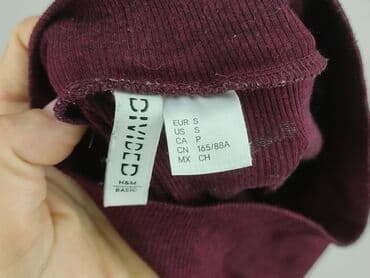 DIVIDED
H&M
BASIC
EUR S
US S
CA P
CN 165/88A
MX CH